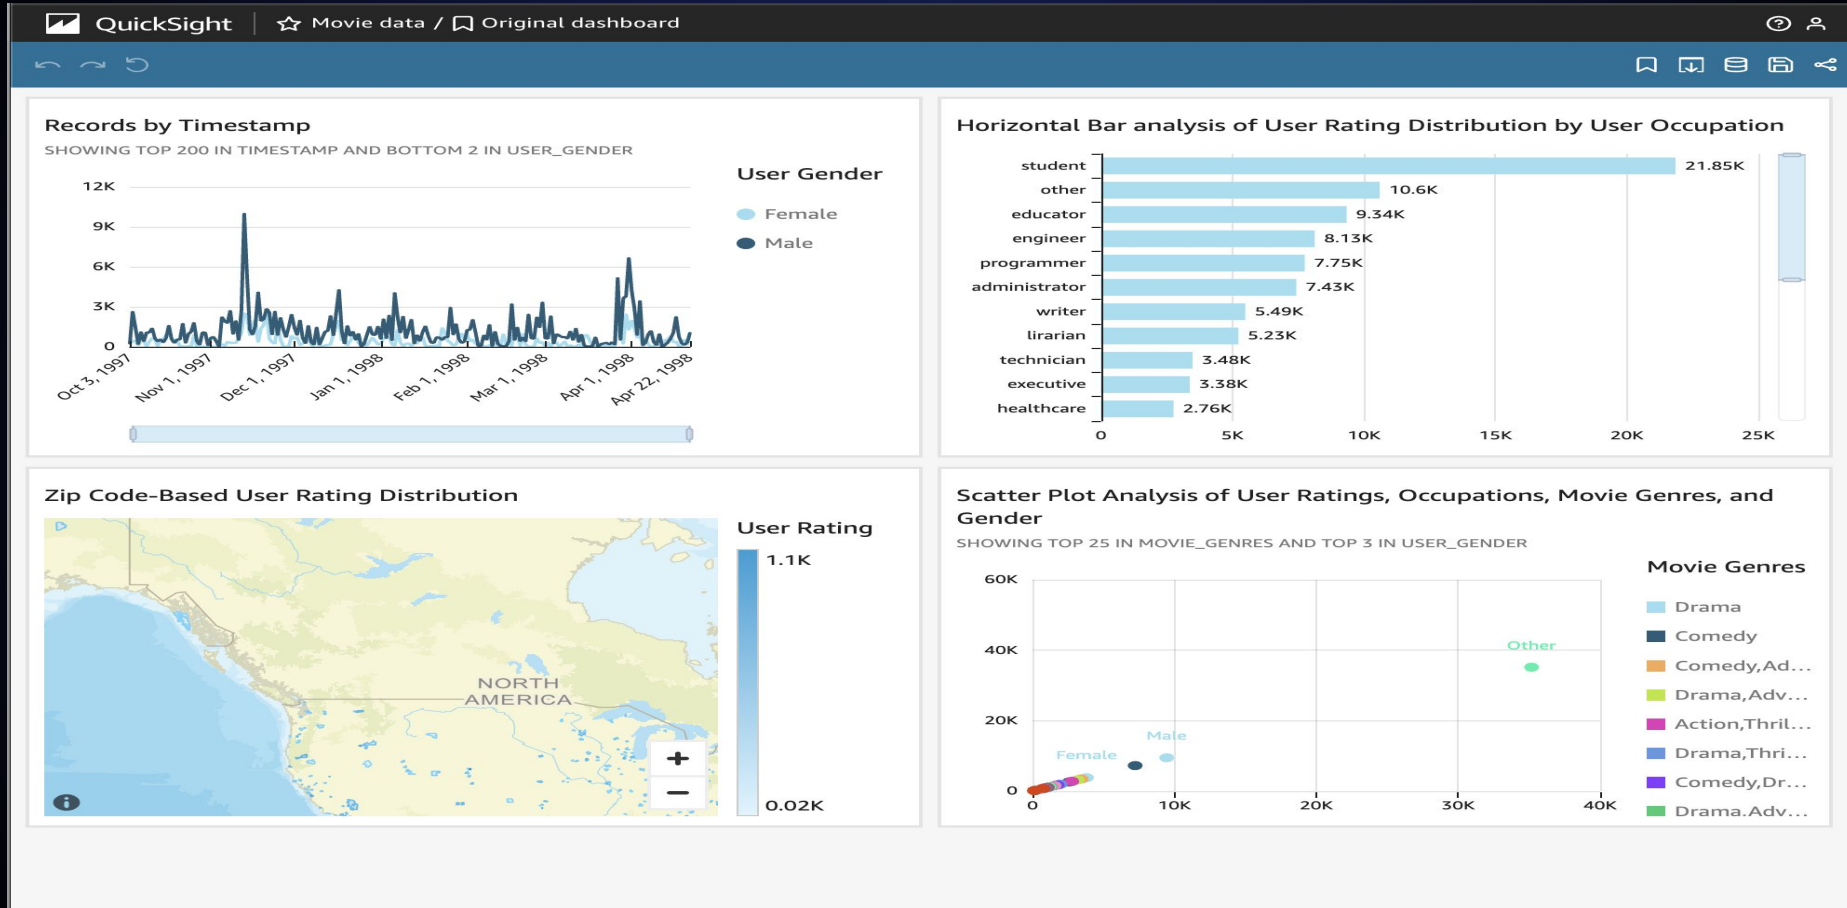 QuickSight
Movie data / Original dashboard
Records by Timestamp
SHOWING TOP 200 IN TIMESTAMP AND BOTTOM 2 IN USER_GENDER
12K
9K
6K
3K
0
Oct 3, 1997
Nov 1, 1997
Dec 1, 1997
Jan 1, 1998
Feb 1, 1998
Mar 1, 1998
Apr 1, 1998
Apr 22, 1998
User Gender
Female
Male
Horizontal Bar analysis of User Rating Distribution by User Occupation
student 21.85K
other 10.6K
educator 9.34K
engineer 8.13K
programmer 7.75K
administrator 7.43K
writer 5.49K
lirarian 5.23K
technician 3.48K
executive 3.38K
healthcare 2.76K
0 5K 10K 15K 20K 25K
Zip Code-Based User Rating Distribution
NORTH
AMERICA
User Rating
1.1K
0.02K
Scatter Plot Analysis of User Ratings, Occupations, Movie Genres, and
Gender
SHOWING TOP 25 IN MOVIE_GENRES AND TOP 3 IN USER_GENDER
60K
40K
20K
0
Other
Male
Female
0 10K 20K 30K 40K
Movie Genres
Drama
Comedy
Comedy,Ad...
Drama,Adv...
Action,Thril...
Drama,Thri...
Comedy,Dr...
Drama.Adv...